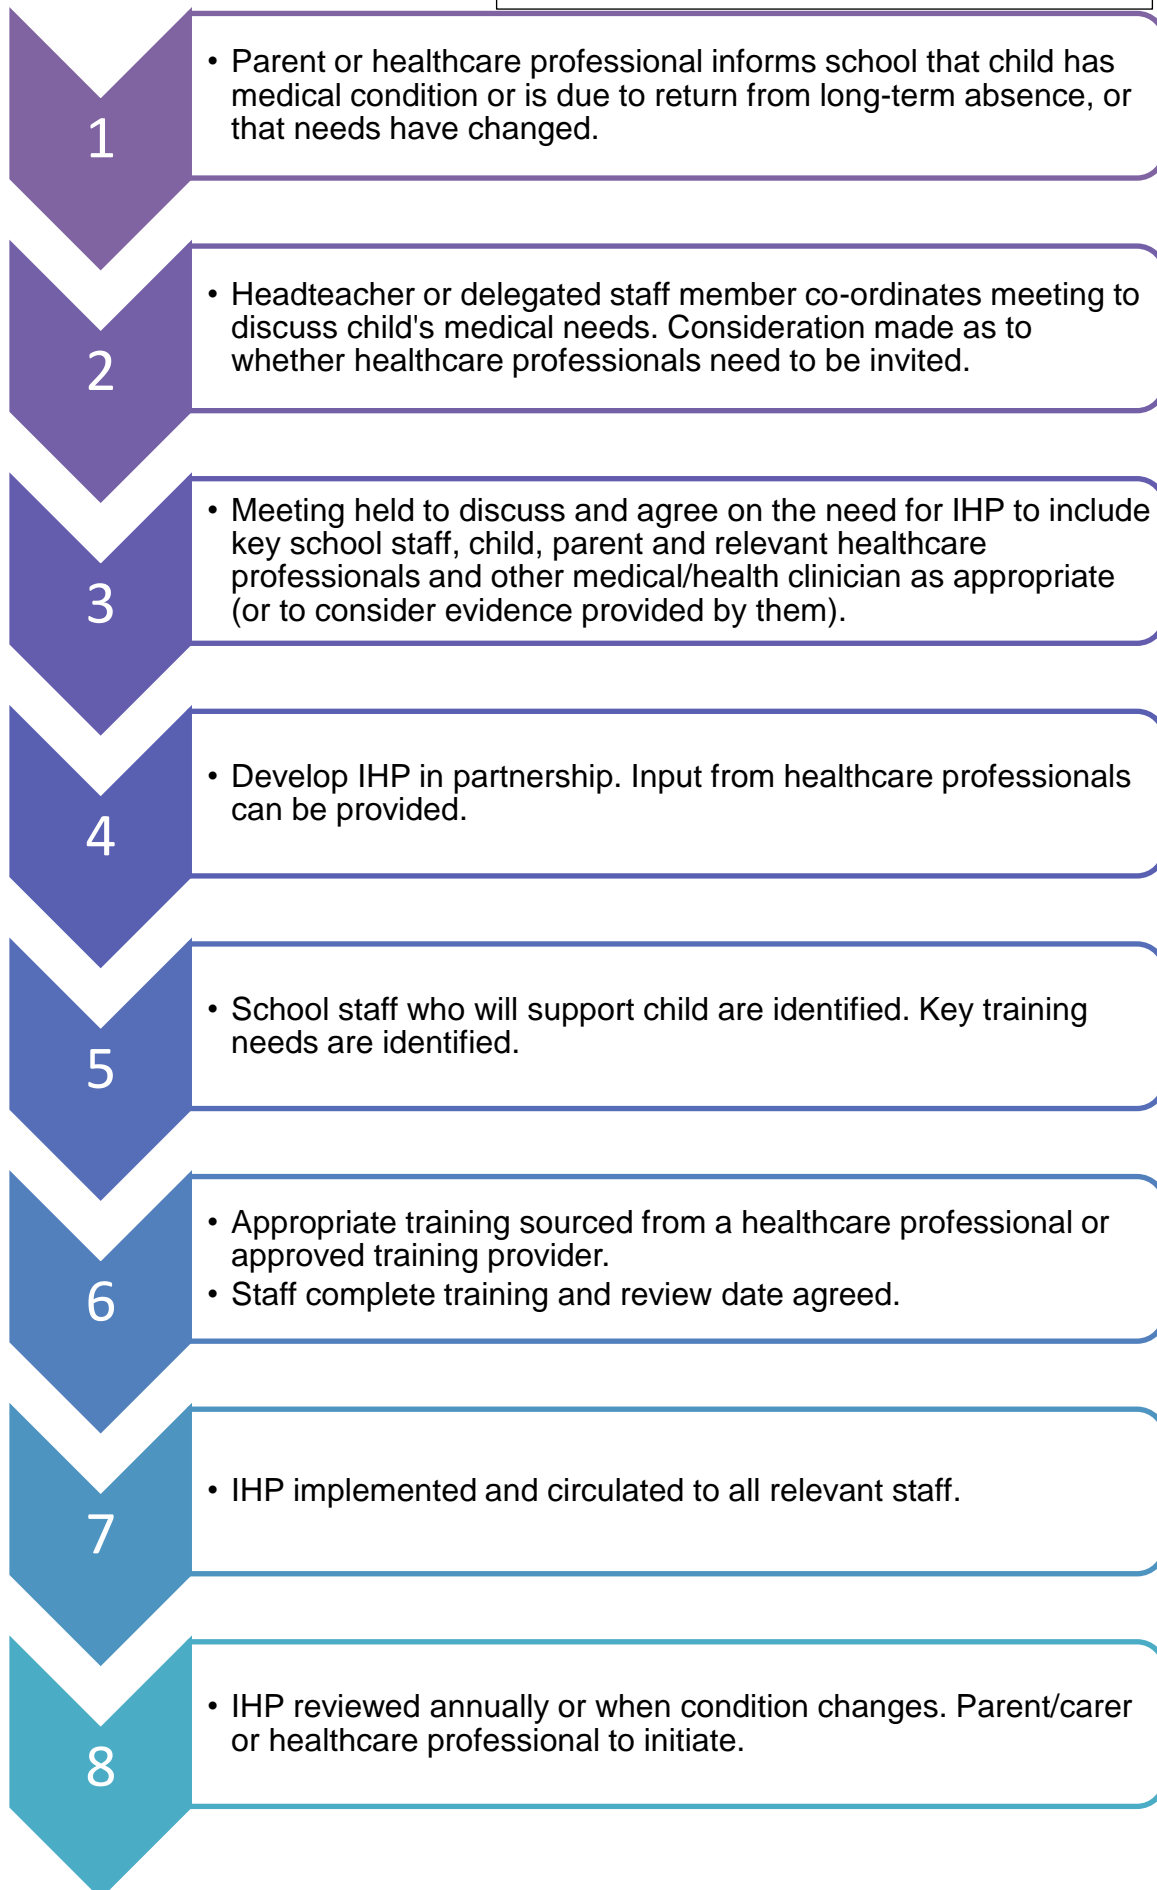 1
• Parent or healthcare professional informs school that child has
medical condition or is due to return from long-term absence, or
that needs have changed.
2
• Headteacher or delegated staff member co-ordinates meeting to
discuss child's medical needs. Consideration made as to
whether healthcare professionals need to be invited.
3
• Meeting held to discuss and agree on the need for IHP to include
key school staff, child, parent and relevant healthcare
professionals and other medical/health clinician as appropriate
(or to consider evidence provided by them).
4
• Develop IHP in partnership. Input from healthcare professionals
can be provided.
5
• School staff who will support child are identified. Key training
needs are identified.
6
• Appropriate training sourced from a healthcare professional or
approved training provider.
• Staff complete training and review date agreed.
7
• IHP implemented and circulated to all relevant staff.
8
• IHP reviewed annually or when condition changes. Parent/carer
or healthcare professional to initiate.